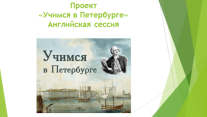 Проект
«Учимся в Петербурге»
Английская сессия
Учимся
в Петербурге